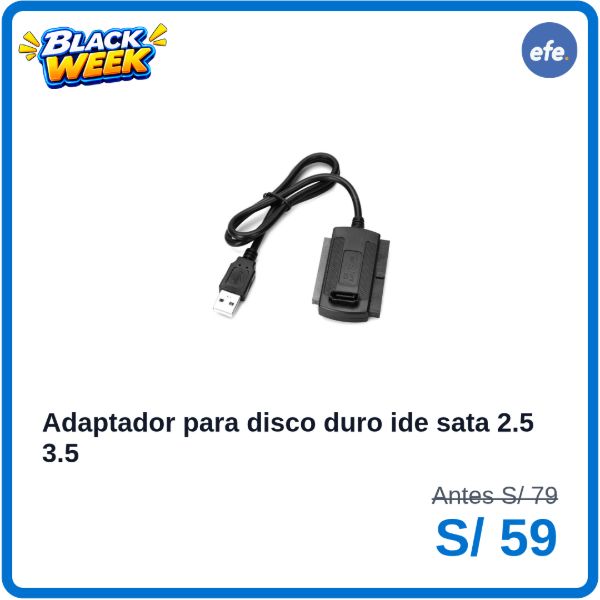 BLACK
WEEK
efe.
Adaptador para disco duro ide sata 2.5
3.5
Antes S/ 79
S/ 59